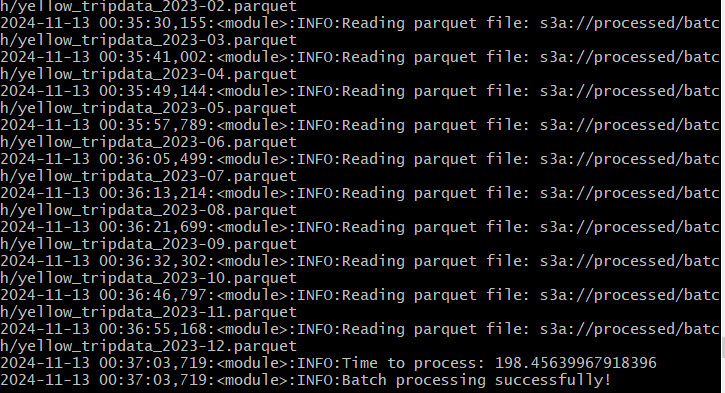 h/yellow_tripdata_2023-02.parquet
2024-11-13 00:35:30,155:<module>:INFO:Reading parquet file: s3a://processed/batc
h/yellow_tripdata_2023-03.parquet
2024-11-13 00:35:41,002:<module>:INFO:Reading parquet file: s3a://processed/batc
h/yellow_tripdata_2023-04.parquet
2024-11-13 00:35:49,144:<module>:INFO:Reading parquet file: s3a://processed/batc
h/yellow_tripdata_2023-05.parquet
2024-11-13 00:35:57,789:<module>:INFO:Reading parquet file: s3a://processed/batc
h/yellow_tripdata_2023-06.parquet
2024-11-13 00:36:05,499:<module>:INFO:Reading parquet file: s3a://processed/batc
h/yellow_tripdata_2023-07.parquet
2024-11-13 00:36:13,214:<module>:INFO:Reading parquet file: s3a://processed/batc
h/yellow_tripdata_2023-08.parquet
2024-11-13 00:36:21,699:<module>:INFO:Reading parquet file: s3a://processed/batc
h/yellow_tripdata_2023-09.parquet
2024-11-13 00:36:32,302:<module>:INFO:Reading parquet file: s3a://processed/batc
h/yellow_tripdata_2023-10.parquet
2024-11-13 00:36:46,797:<module>:INFO:Reading parquet file: s3a://processed/batc
h/yellow_tripdata_2023-11.parquet
2024-11-13 00:36:55,168:<module>:INFO:Reading parquet file: s3a://processed/batc
h/yellow_tripdata_2023-12.parquet
2024-11-13 00:37:03,719:<module>:INFO:Time to process: 198.45639967918396
2024-11-13 00:37:03,719:<module>:INFO:Batch processing successfully!